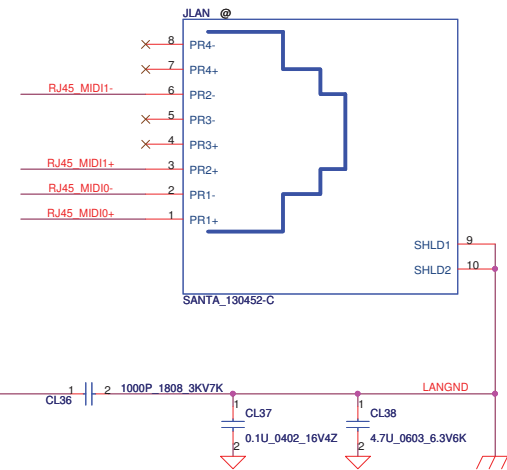 JLAN @
8 PR4-
7 PR4+
RJ45_MIDI1- 6 PR2-
5 PR3-
4 PR3+
RJ45_MIDI1+ 3 PR2+
RJ45_MIDI0- 2 PR1-
RJ45_MIDI0+ 1 PR1+
SHLD1 9
SHLD2 10
SANTA_130452-C
1 2 1000P_1808_3KV7K LANGND
CL36
1 1
CL37 CL38
0.1U_0402_16V4Z 4.7U_0603_6.3V6K
2 2